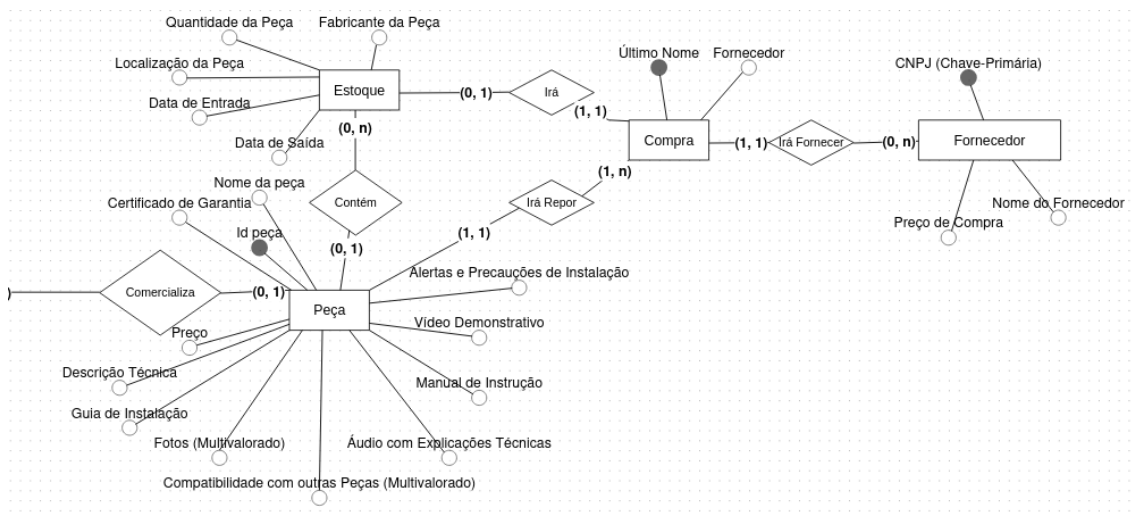 Quantidade da Peça
Fabricante da Peça
Localização da Peça
Estoque
Data de Entrada
Data de Saída
(0, 1)
Irá
(1, 1)
Último Nome
Fornecedor
CNPJ (Chave-Primária)
Compra
(1, 1)
Irá Fornecer
(0, n)
Fornecedor
Preço de Compra
Nome do Fornecedor
(0, n)
Contém
(0, 1)
(1, n)
Irá Repor
(1, 1)
Nome da peça
Certificado de Garantia
Id peça
)
Comercializa
(0, 1)
Peça
Alertas e Precauções de Instalação
Vídeo Demonstrativo
Preço
Descrição Técnica
Manual de Instrução
Guia de Instalação
Fotos (Multivalorado)
Áudio com Explicações Técnicas
Compatibilidade com outras Peças (Multivalorado)